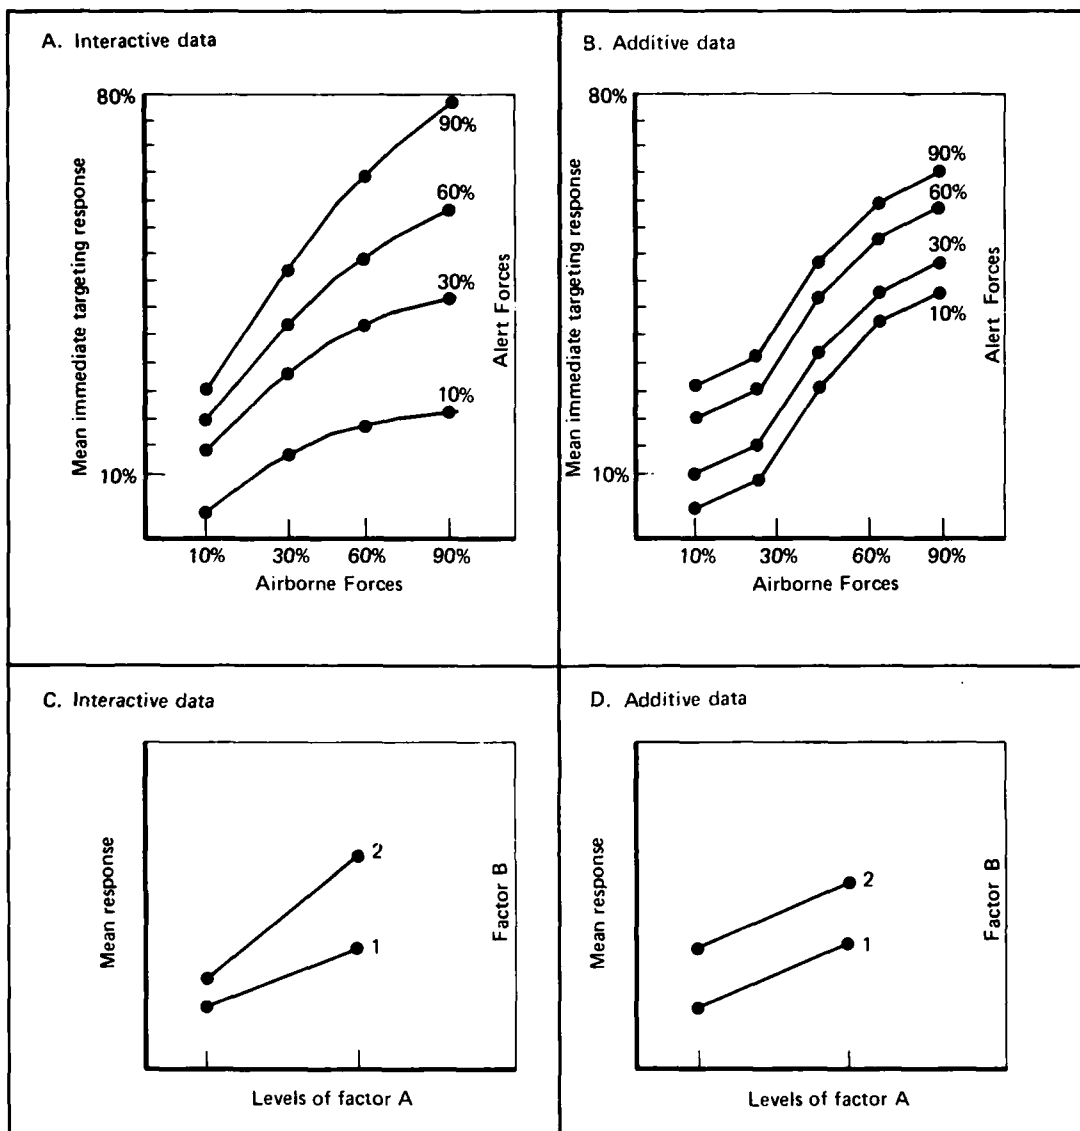 A. Interactive data
80%
90%
60%
30%
10%
10%
Mean immediate targeting response
Alert Forces
10% 30% 60% 90%
Airborne Forces
B. Additive data
80%
90%
60%
30%
10%
10%
Mean immediate targeting response
Alert Forces
10% 30% 60% 90%
Airborne Forces
C. Interactive data
2
1
Mean response
Factor B
Levels of factor A
D. Additive data
2
1
Mean response
Factor B
Levels of factor A